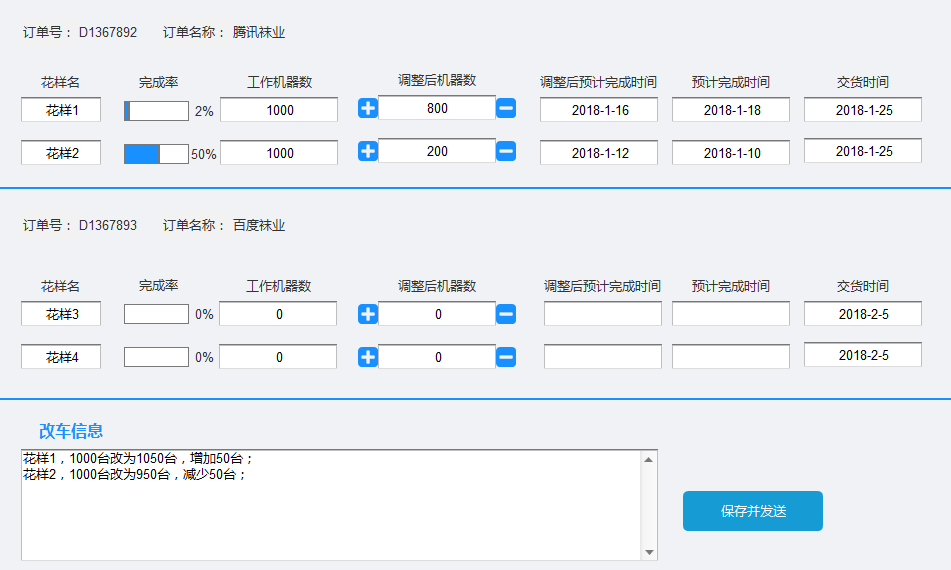 订单号： D1367892 订单名称： 腾讯袜业
花样名 完成率 工作机器数 调整后机器数 调整后预计完成时间 预计完成时间 交货时间
花样1 2% 1000 800 2018-1-16 2018-1-18 2018-1-25
花样2 50% 1000 200 2018-1-12 2018-1-10 2018-1-25
订单号： D1367893 订单名称： 百度袜业
花样名 完成率 工作机器数 调整后机器数 调整后预计完成时间 预计完成时间 交货时间
花样3 0% 0 0 2018-2-5
花样4 0% 0 0 2018-2-5
改车信息
花样1，1000台改为1050台，增加50台；
花样2，1000台改为950台，减少50台；
保存并发送